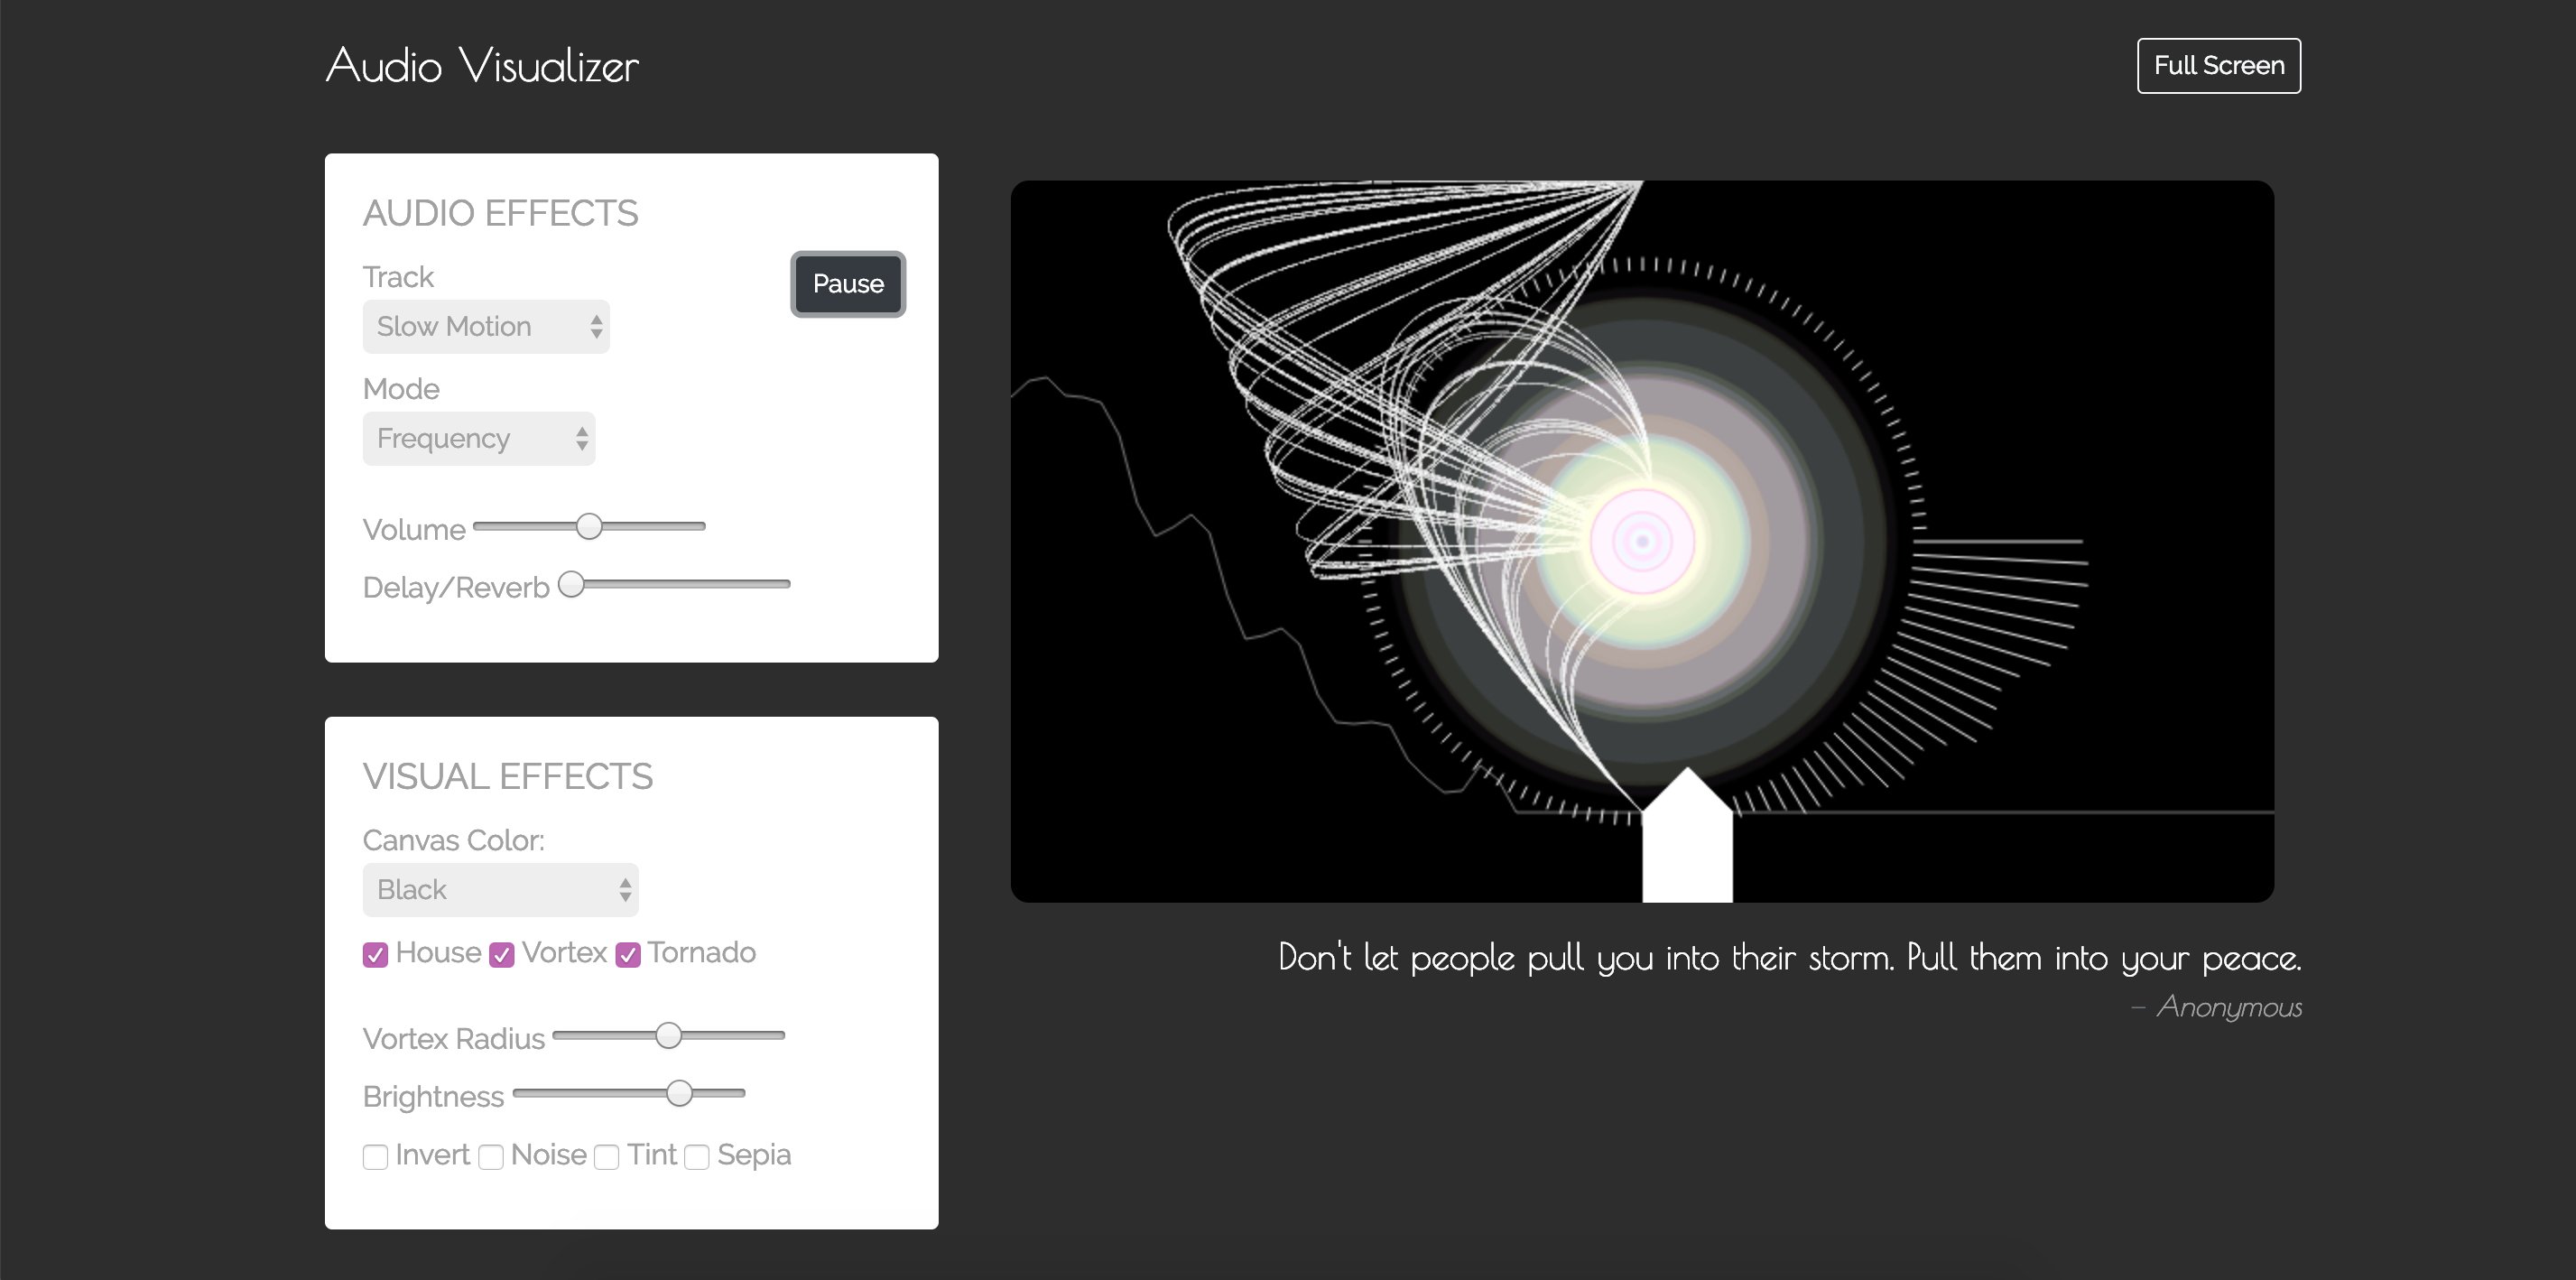 Audio Visualizer
Full Screen
AUDIO EFFECTS
Track
Pause
Slow Motion
Mode
Frequency
Volume
Delay/Reverb
VISUAL EFFECTS
Canvas Color:
Black
House Vortex Tornado
Vortex Radius
Brightness
Invert Noise Tint Sepia
Don't let people pull you into their storm. Pull them into your peace.
– Anonymous